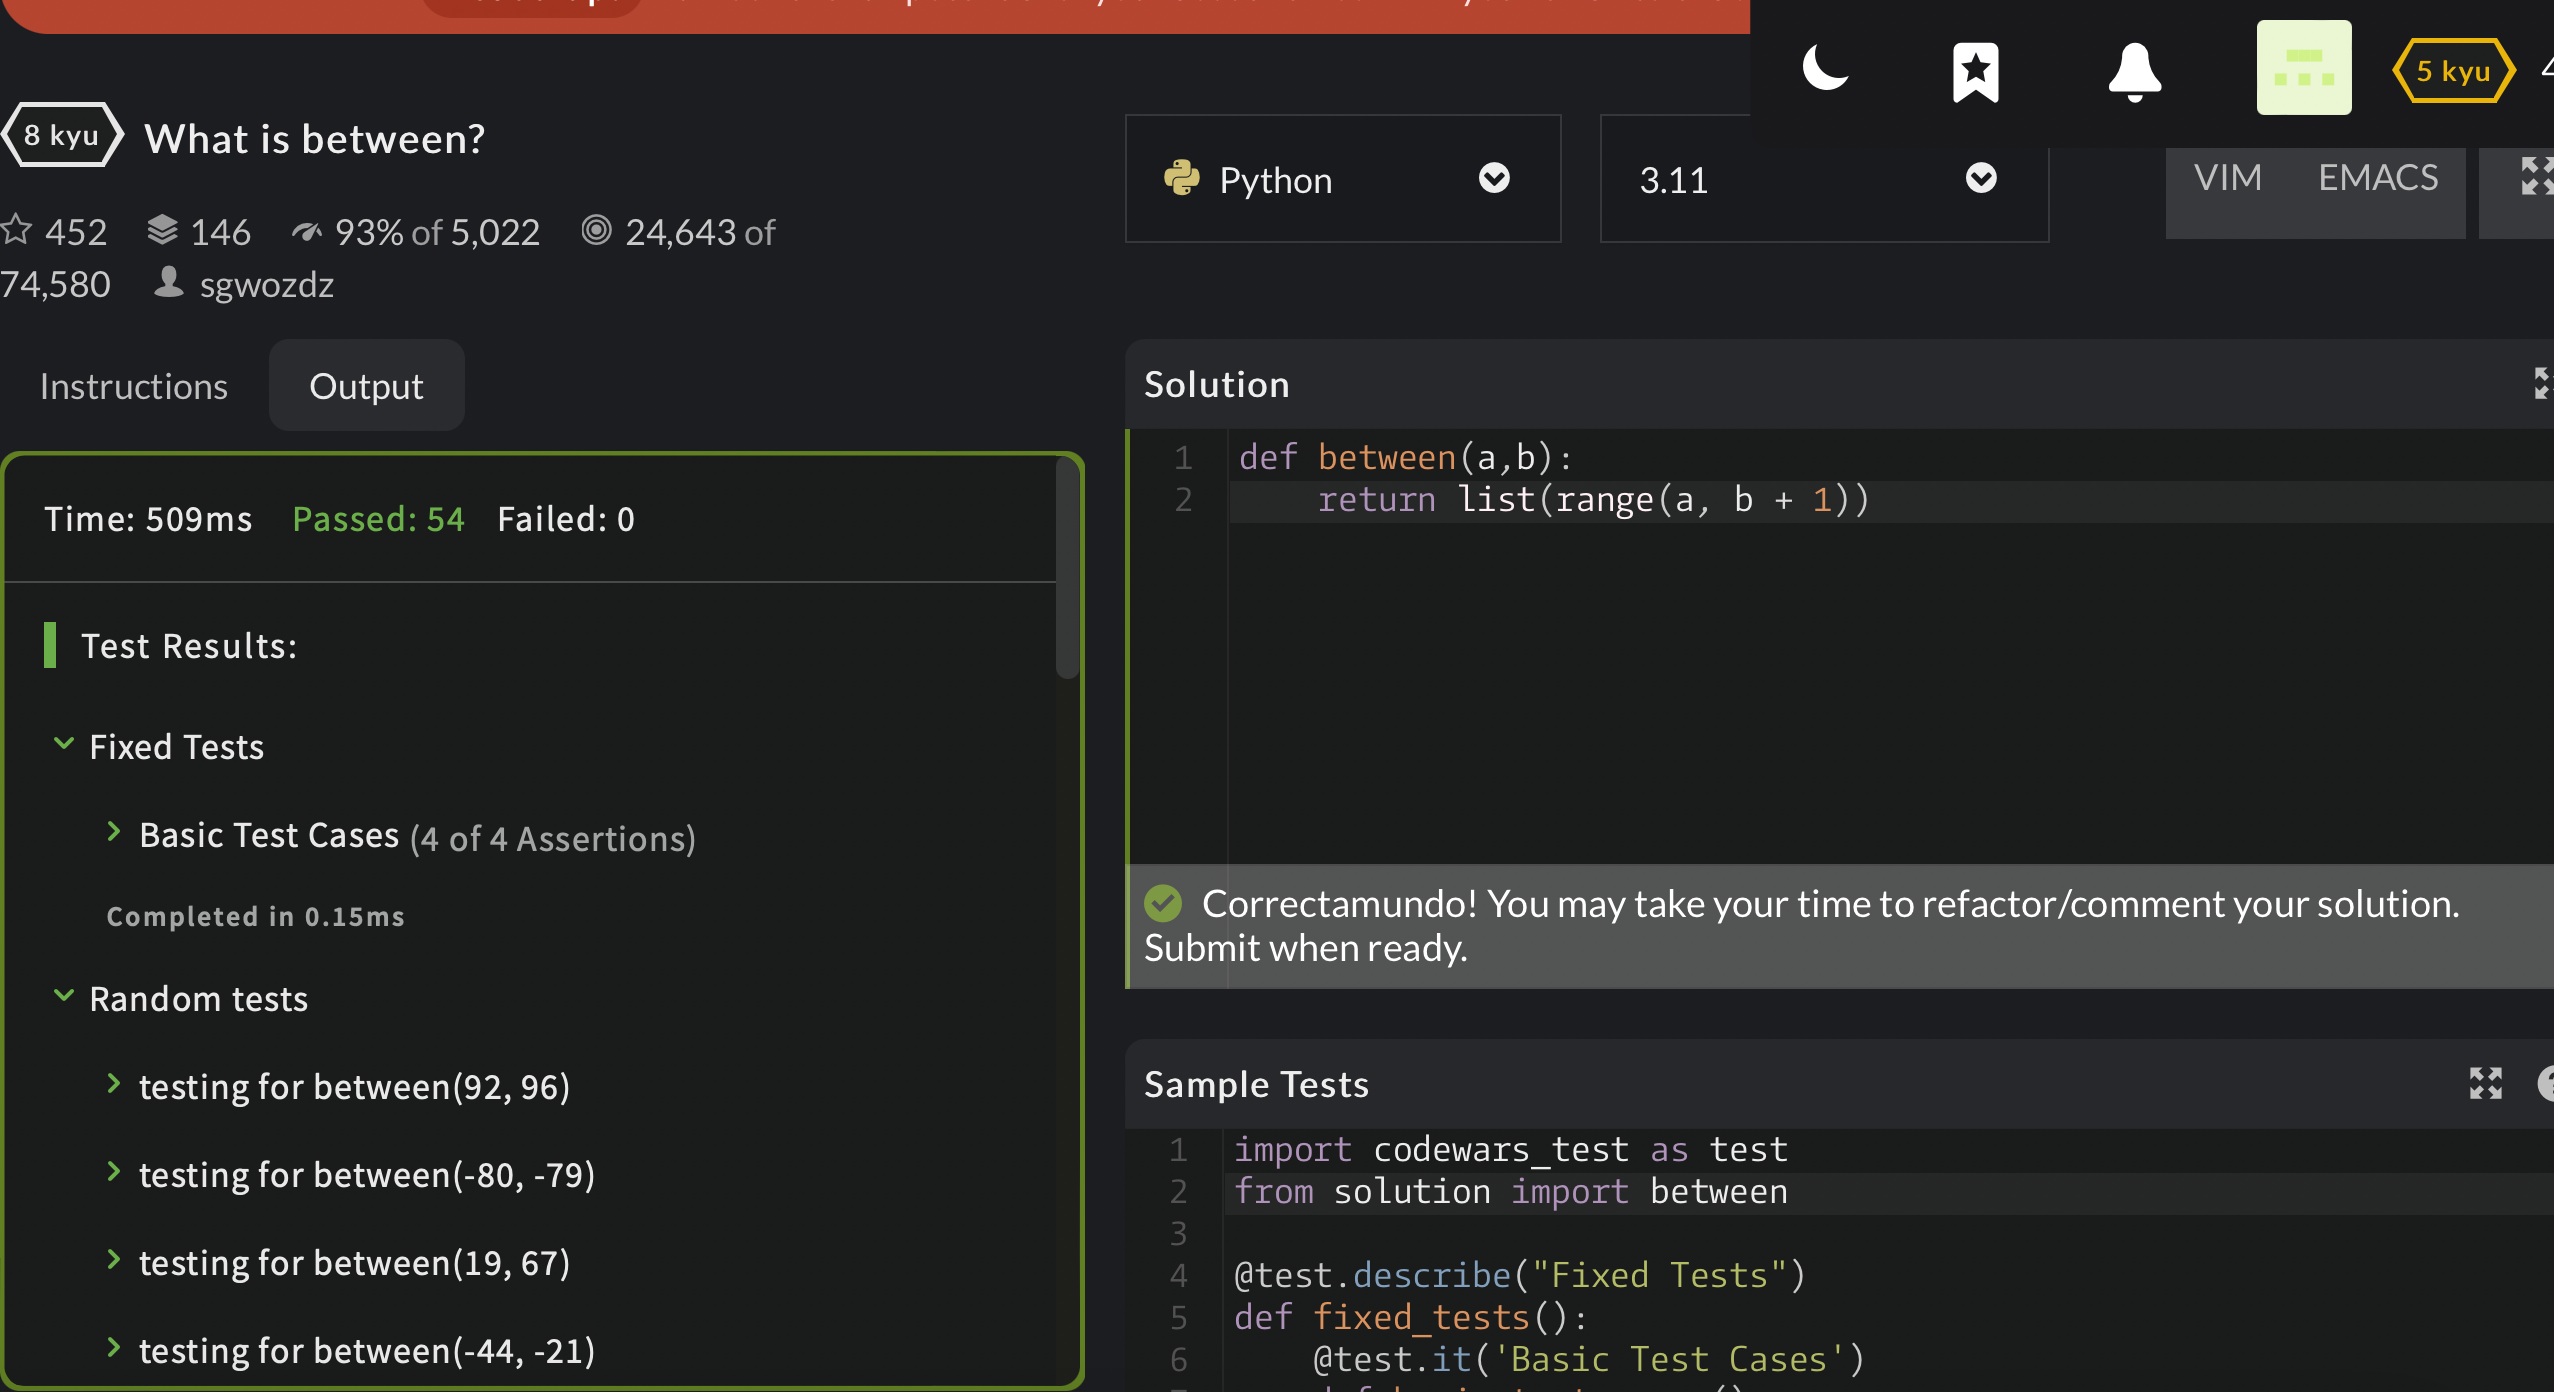 5 kyu
8 kyu What is between?
452 146 93% of 5,022 24,643 of
74,580 sgwozdz
Python
3.11
VIM EMACS
Instructions Output
Time: 509ms Passed: 54 Failed: 0
Test Results:
Fixed Tests
Basic Test Cases (4 of 4 Assertions)
Completed in 0.15ms
Random tests
testing for between(92, 96)
testing for between(-80, -79)
testing for between(19, 67)
testing for between(-44, -21)
Solution
1 def between(a,b):
2 return list(range(a, b + 1))
Correctamundo! You may take your time to refactor/comment your solution.
Submit when ready.
Sample Tests
1 import codewars_test as test
2 from solution import between
3
4 @test.describe("Fixed Tests")
5 def fixed_tests():
6 @test.it('Basic Test Cases')